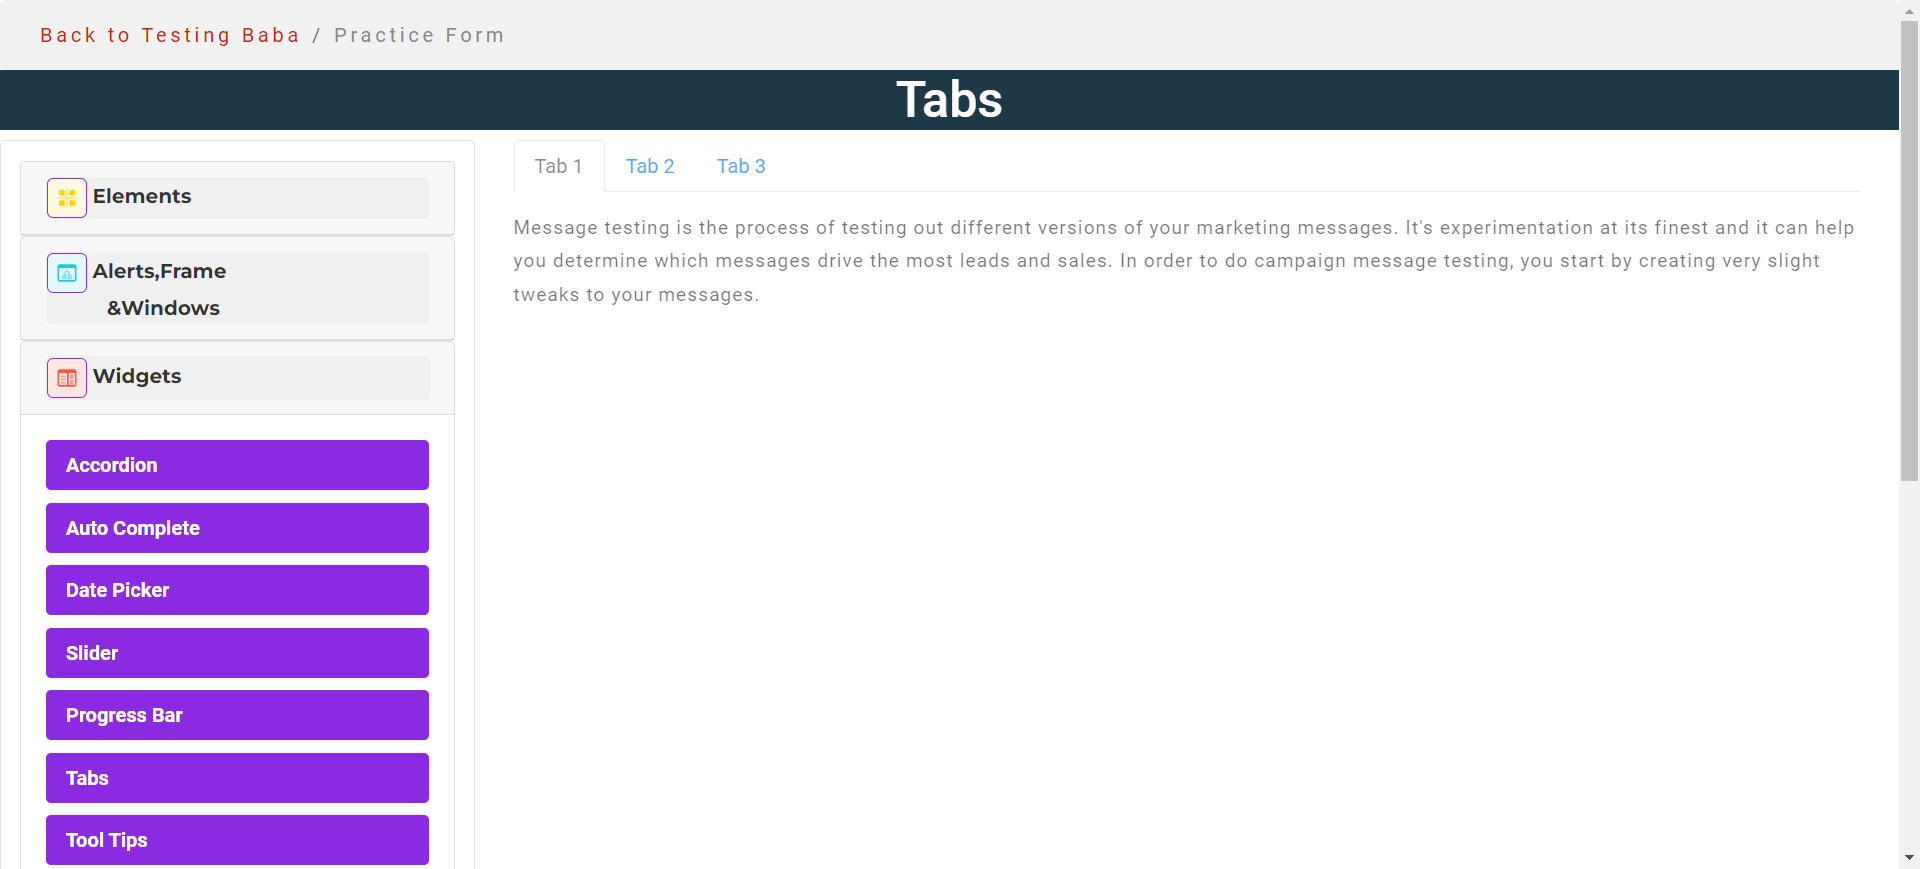 Back to Testing Baba / Practice Form
Tabs
Elements
Alerts,Frame
&Windows
Widgets
Accordion
Auto Complete
Date Picker
Slider
Progress Bar
Tabs
Tool Tips
Tab 1 Tab 2 Tab 3
Message testing is the process of testing out different versions of your marketing messages. It's experimentation at its finest and it can help
you determine which messages drive the most leads and sales. In order to do campaign message testing, you start by creating very slight
tweaks to your messages.